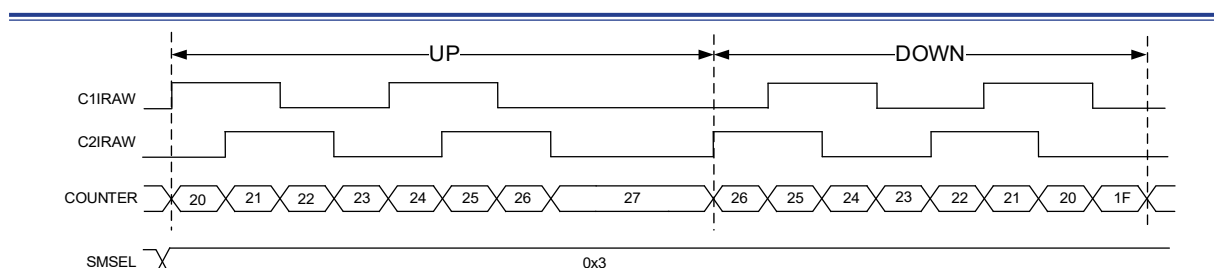 UP DOWN
C1IRAW
C2IRAW
COUNTER 20 21 22 23 24 25 26 27 26 25 24 23 22 21 20 1F
SMSEL 0x3